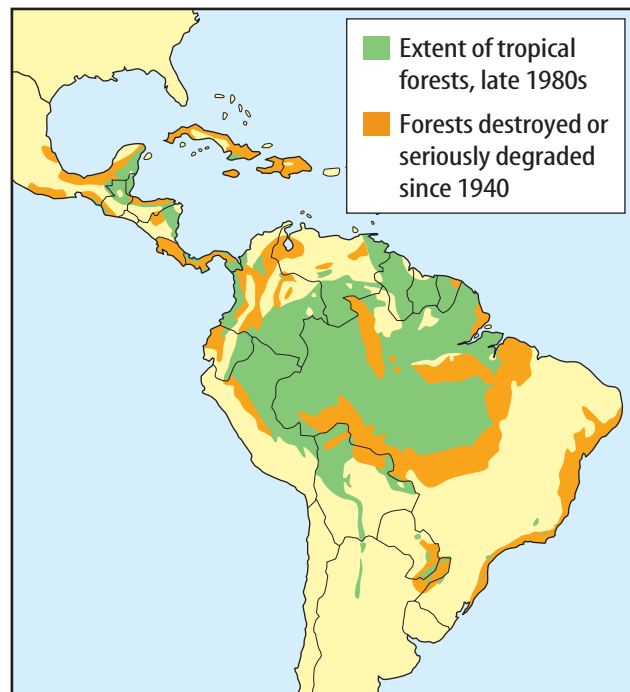 Extent of tropical
forests, late 1980s
Forests destroyed or
seriously degraded
since 1940